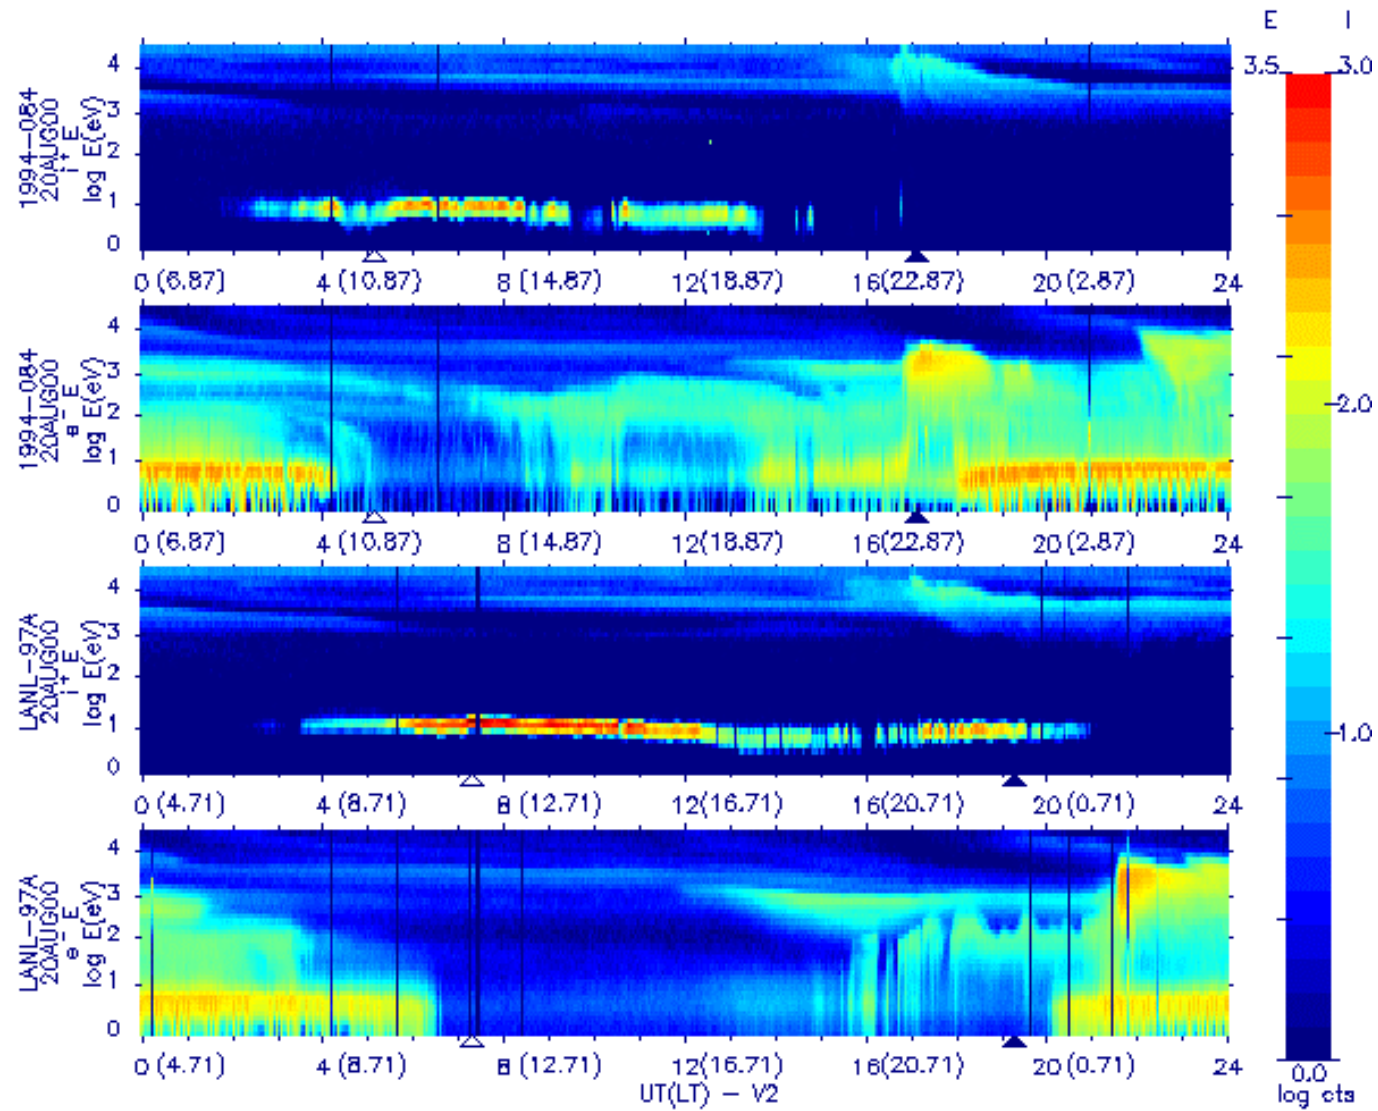 E I
3.5 3.0
2.0
1.0
0.0
log cts
1994-084
20AUG00
i+ E
log E(eV)
4
3
2
1
0
0 (6.87) 4 (10.87) 8 (14.87) 12(18.87) 16(22.87) 20(2.87) 24
1994-084
20AUG00
e- E
log E(eV)
4
3
2
1
0
0 (6.87) 4 (10.87) 8 (14.87) 12(18.87) 16(22.87) 20(2.87) 24
LANL-97A
20AUG00
i+ E
log E(eV)
4
3
2
1
0
0 (4.71) 4 (8.71) 8 (12.71) 12(16.71) 16(20.71) 20(0.71) 24
LANL-97A
20AUG00
e- E
log E(eV)
4
3
2
1
0
0 (4.71) 4 (8.71) 8 (12.71) 12(16.71) 16(20.71) 20(0.71) 24
UT(LT) - V2